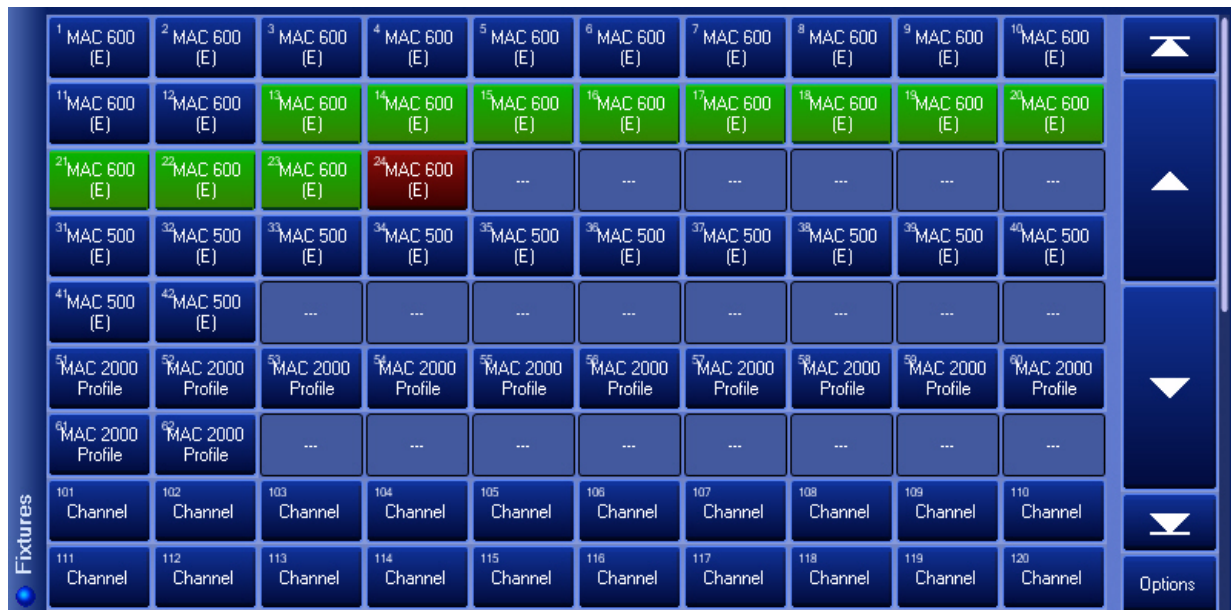 1 MAC 600 (E) 2 MAC 600 (E) 3 MAC 600 (E) 4 MAC 600 (E) 5 MAC 600 (E) 6 MAC 600 (E) 7 MAC 600 (E) 8 MAC 600 (E) 9 MAC 600 (E) 10 MAC 600 (E)
11 MAC 600 (E) 12 MAC 600 (E) 13 MAC 600 (E) 14 MAC 600 (E) 15 MAC 600 (E) 16 MAC 600 (E) 17 MAC 600 (E) 18 MAC 600 (E) 19 MAC 600 (E) 20 MAC 600 (E)
21 MAC 600 (E) 22 MAC 600 (E) 23 MAC 600 (E) 24 MAC 600 (E) --- --- --- --- --- ---
31 MAC 500 (E) 32 MAC 500 (E) 33 MAC 500 (E) 34 MAC 500 (E) 35 MAC 500 (E) 36 MAC 500 (E) 37 MAC 500 (E) 38 MAC 500 (E) 39 MAC 500 (E) 40 MAC 500 (E)
41 MAC 500 (E) 42 MAC 500 (E) --- --- --- --- --- --- --- ---
51 MAC 2000 Profile 52 MAC 2000 Profile 53 MAC 2000 Profile 54 MAC 2000 Profile 55 MAC 2000 Profile 56 MAC 2000 Profile 57 MAC 2000 Profile 58 MAC 2000 Profile 59 MAC 2000 Profile 60 MAC 2000 Profile
61 MAC 2000 Profile 62 MAC 2000 Profile --- --- --- --- --- --- --- ---
101 Channel 102 Channel 103 Channel 104 Channel 105 Channel 106 Channel 107 Channel 108 Channel 109 Channel 110 Channel
111 Channel 112 Channel 113 Channel 114 Channel 115 Channel 116 Channel 117 Channel 118 Channel 119 Channel 120 Channel
Options
Fixtures